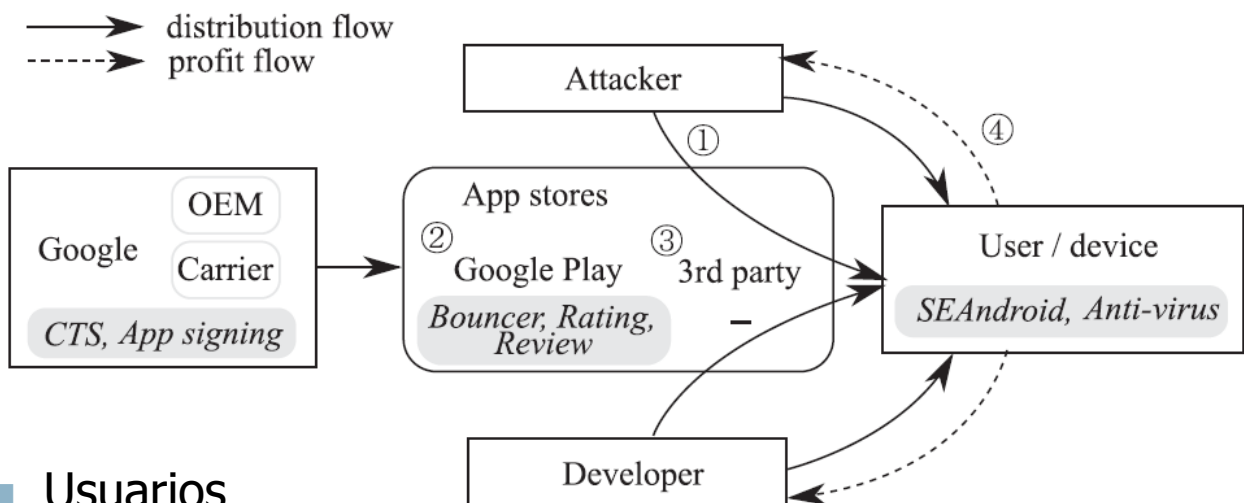 distribution flow
profit flow
Attacker
①
④
OEM
Google
Carrier
CTS, App signing
App stores
②
Google Play
③
3rd party
Bouncer, Rating,
Review
–
User / device
SEAndroid, Anti-virus
Developer
Usuarios